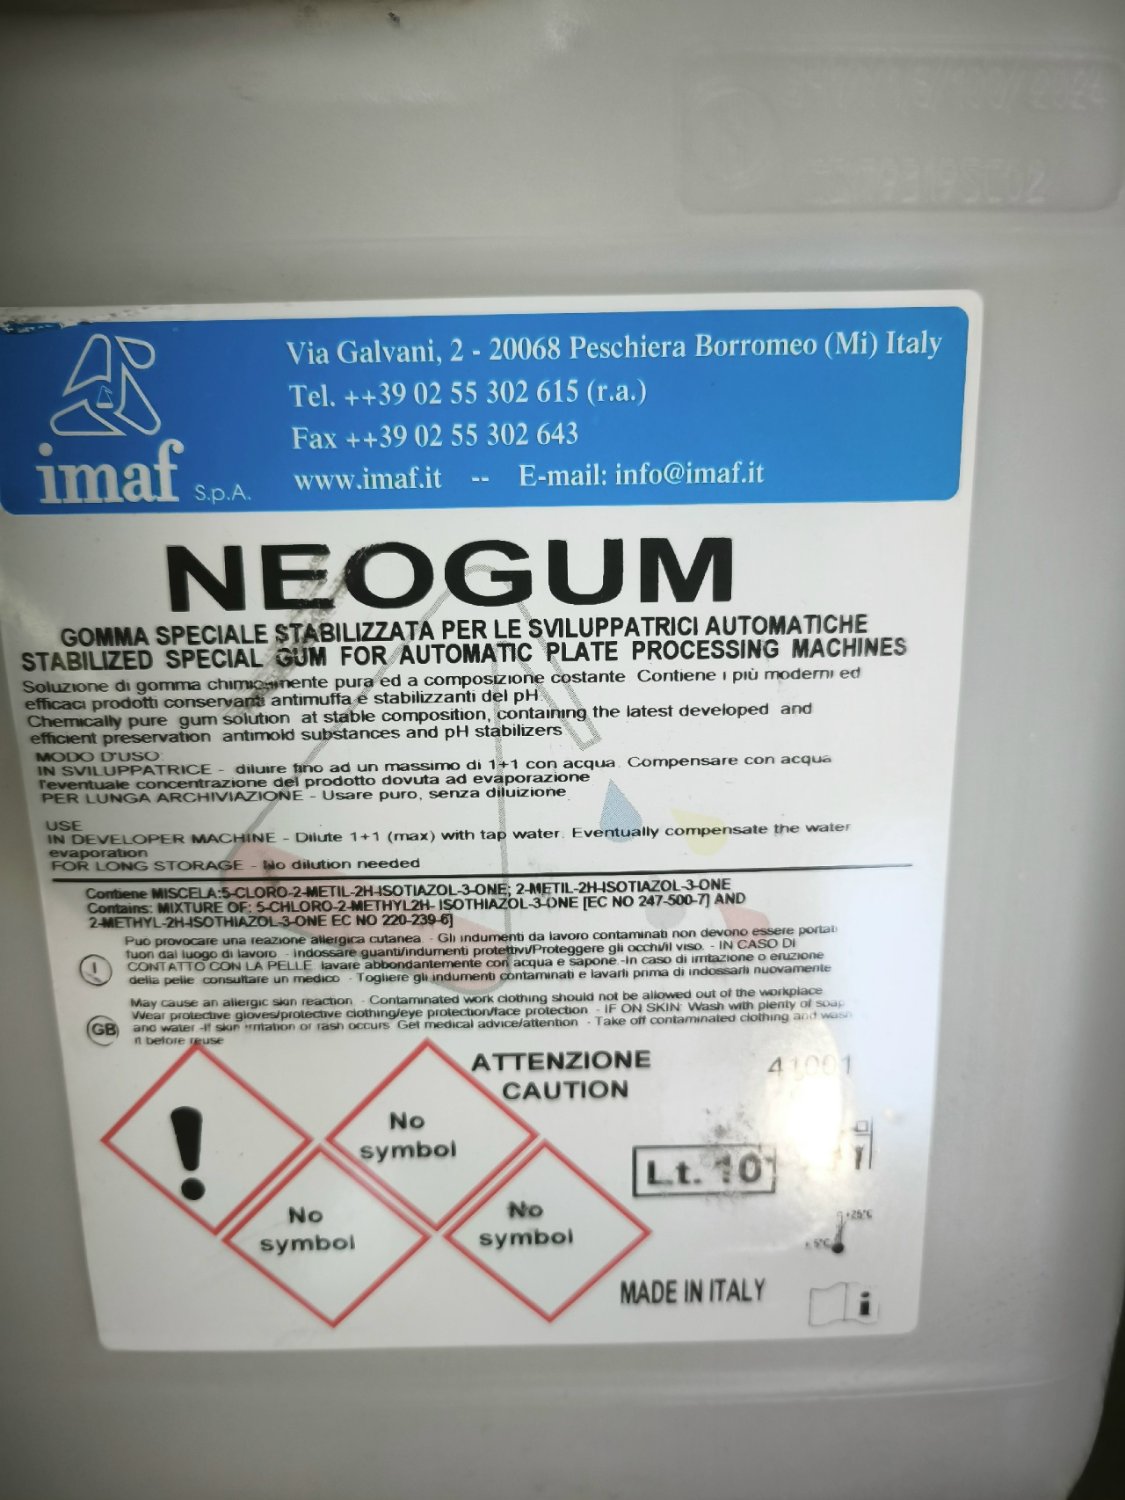 Via Galvani, 2 - 20068 Peschiera Borromeo (Mi) Italy
Tel. ++39 02 55 302 615 (r.a.)
Fax ++39 02 55 302 643
www.imaf.it -- E-mail: info@imaf.it
imaf S.p.A.
NEOGUM
GOMMA SPECIALE STABILIZZATA PER LE SVILUPPATRICI AUTOMATICHE
STABILIZED SPECIAL GUM FOR AUTOMATIC PLATE PROCESSING MACHINES
Soluzione di gomma chimicamente pura ed a composizione costante Contiene i più moderni ed
efficaci prodotti conservanti antimuffa e stabilizzanti del pH.
Chemically pure gum solution at stable composition, containing the latest developed and
efficient preservation antimold substances and pH stabilizers
MODO D'USO:
IN SVILUPPATRICE - diluire fino ad un massimo di 1+1 con acqua. Compensare con acqua
l'eventuale concentrazione del prodotto dovuta ad evaporazione
PER LUNGA ARCHIVIAZIONE - Usare puro, senza diluizione
USE
IN DEVELOPER MACHINE - Dilute 1+1 (max) with tap water. Eventually compensate the water
evaporation
FOR LONG STORAGE - No dilution needed
Contiene MISCELA:5-CLORO-2-METIL-2H-ISOTIAZOL-3-ONE; 2-METIL-2H-ISOTIAZOL-3-ONE
Contains: MIXTURE OF: 5-CHLORO-2-METHYL2H- ISOTHIAZOL-3-ONE [EC NO 247-500-7] AND
2-METHYL-2H-ISOTHIAZOL-3-ONE EC NO 220-239-6]
Può provocare una reazione allergica cutanea. - Gli indumenti da lavoro contaminati non devono essere portati
fuori dal luogo di lavoro - Indossare guanti/indumenti protettivi/Proteggere gli occhi/il viso. - IN CASO DI
I CONTATTO CON LA PELLE: lavare abbondantemente con acqua e sapone.-In caso di irritazione o eruzione
della pelle consultare un medico - Togliere gli indumenti contaminati e lavarli prima di indossarli nuovamente
May cause an allergic skin reaction - Contaminated work clothing should not be allowed out of the workplace
Wear protective gloves/protective clothing/eye protection/face protection - IF ON SKIN: Wash with plenty of soap
GB and water -If skin irritation or rash occurs Get medical advice/attention - Take off contaminated clothing and wash
it before reuse
ATTENZIONE
CAUTION
41001
No
symbol
No
symbol
No
symbol
Lt. 10
+25°C
+ 5°C
MADE IN ITALY
i